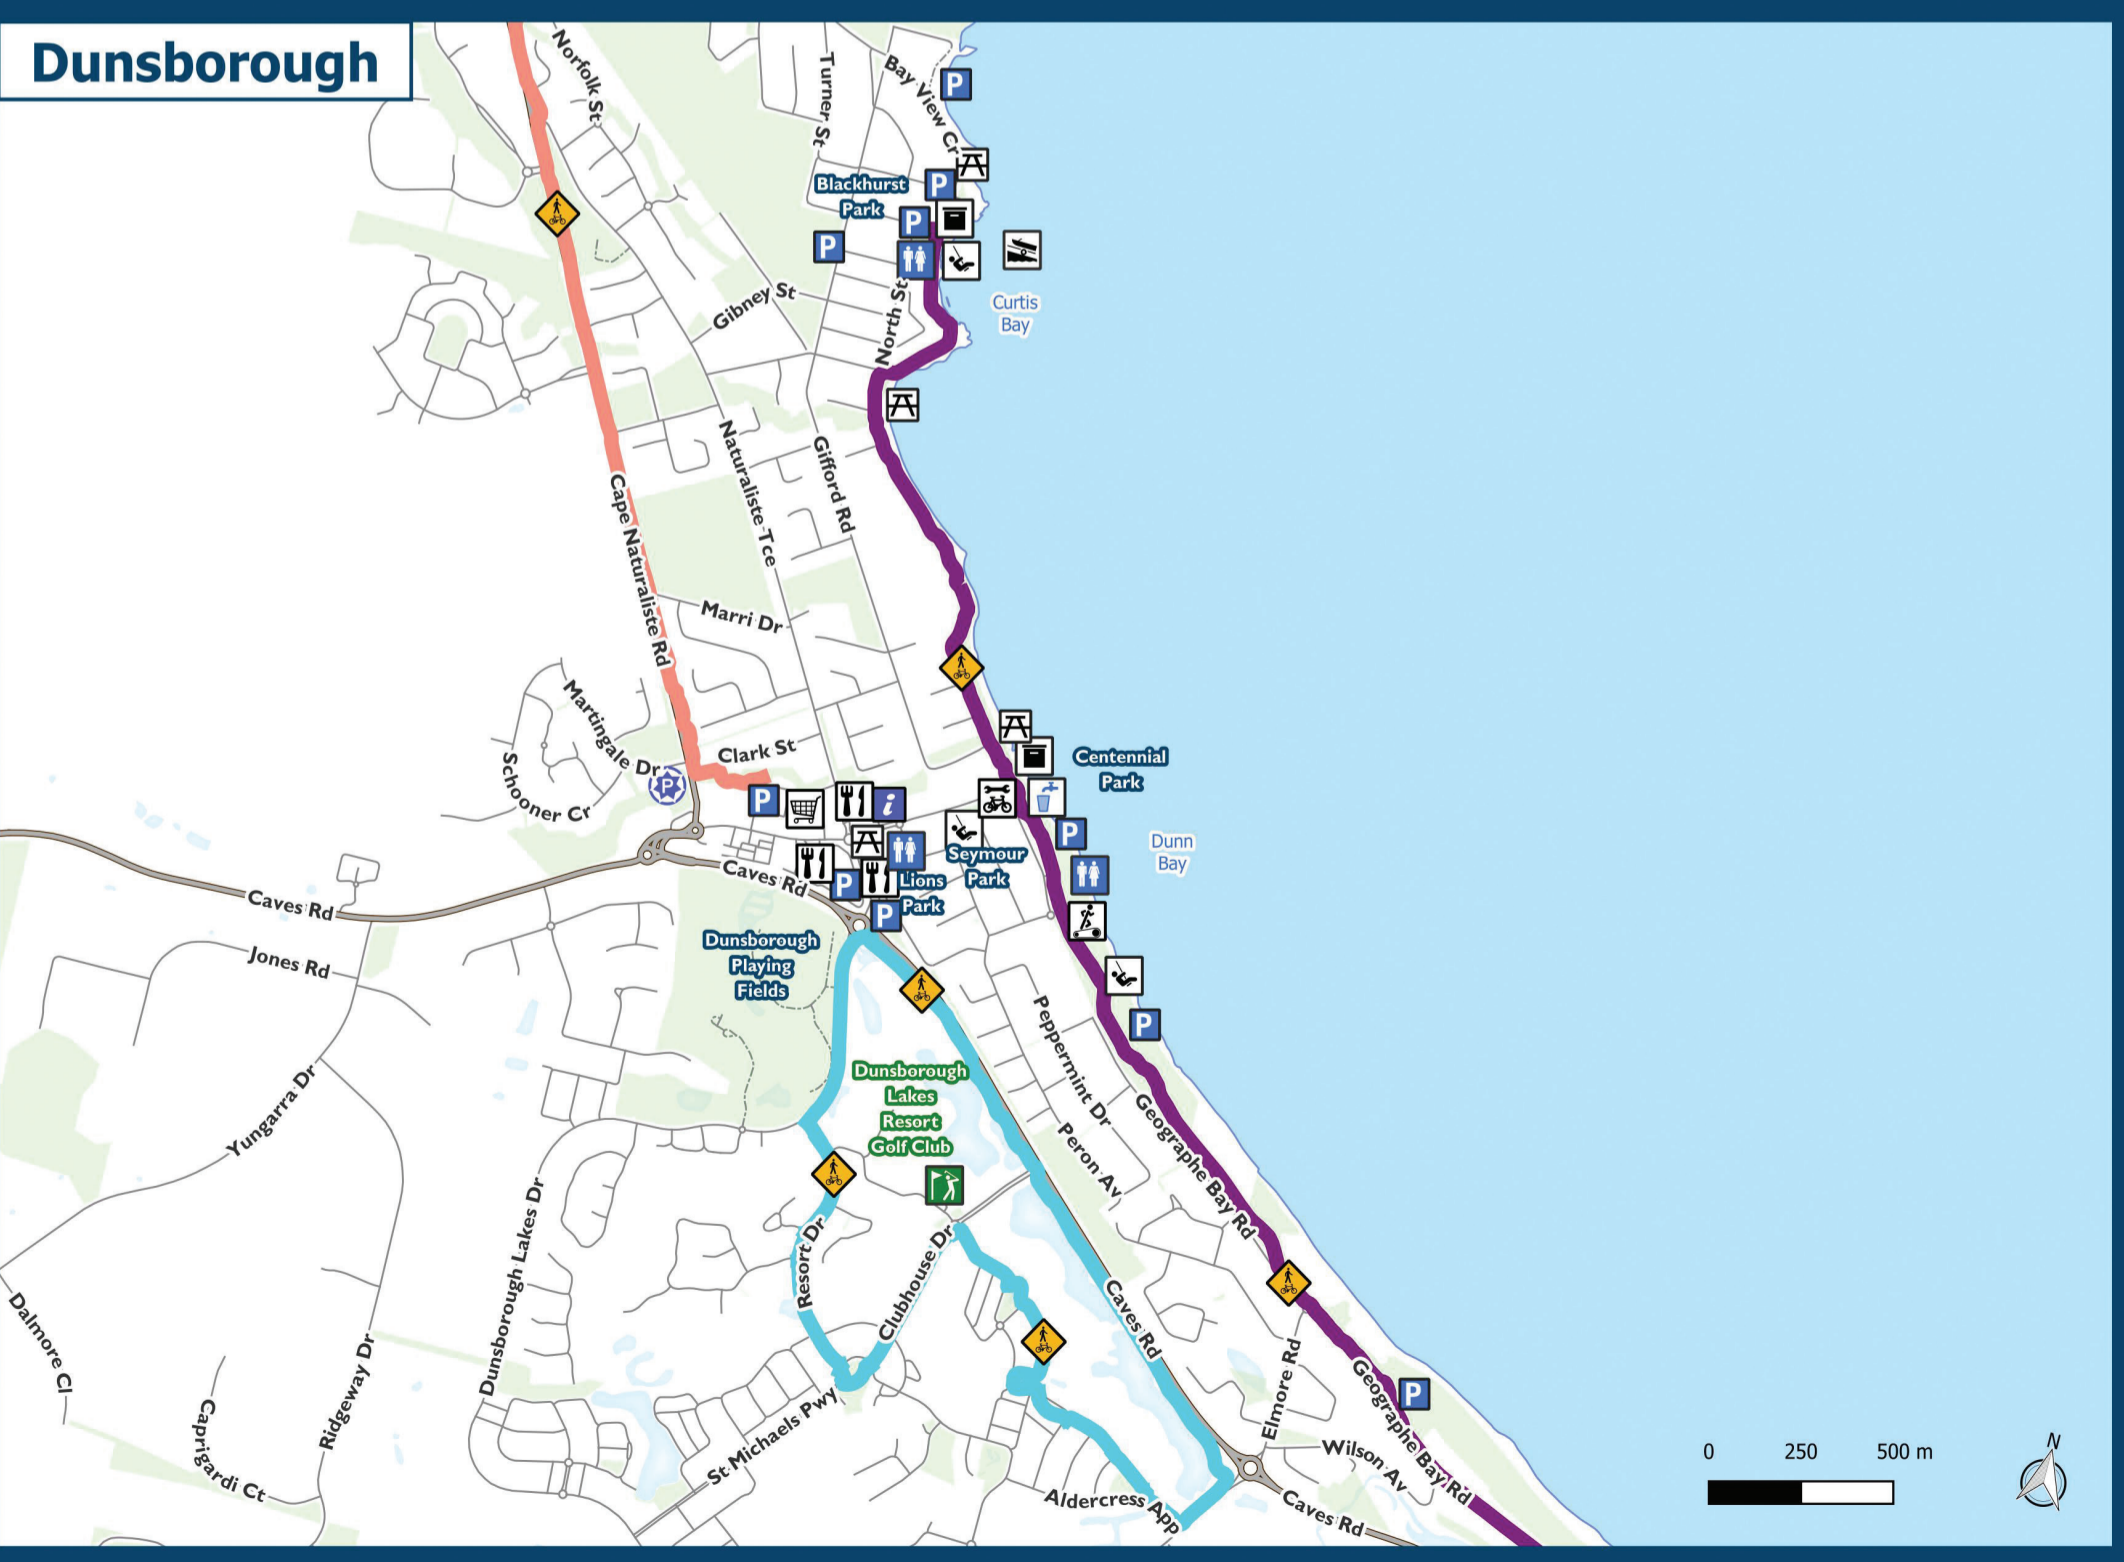 Dunsborough
Norfolk St
Turner St
Bay View Cr
P
Blackhurst
Park
P
P
P
Curtis
Bay
Gibney St
North St
Naturaliste Tce
Gifford Rd
Cape Naturaliste Rd
Marri Dr
Martingale Dr
Schooner Cr
Clark St
P
P
i
Centennial
Park
P
Dunn
Bay
Seymour
Park
Caves Rd
P
Lions
Park
P
Caves Rd
Jones Rd
Dunsborough
Playing
Fields
P
Peppermint Dr
Dunsborough
Lakes
Resort
Golf Club
Yungarra Dr
Peron Av
Geographe Bay Rd
Dunsborough Lakes Dr
Resort Dr
Clubhouse Dr
Caves Rd
Dalmore Cl
Caprigardi Ct
Ridgeway Dr
St Michaels Pwy
Elmore Rd
P
Geographe Bay Rd
Wilson Av
Aldercress App
Caves Rd
0 250 500 m
N